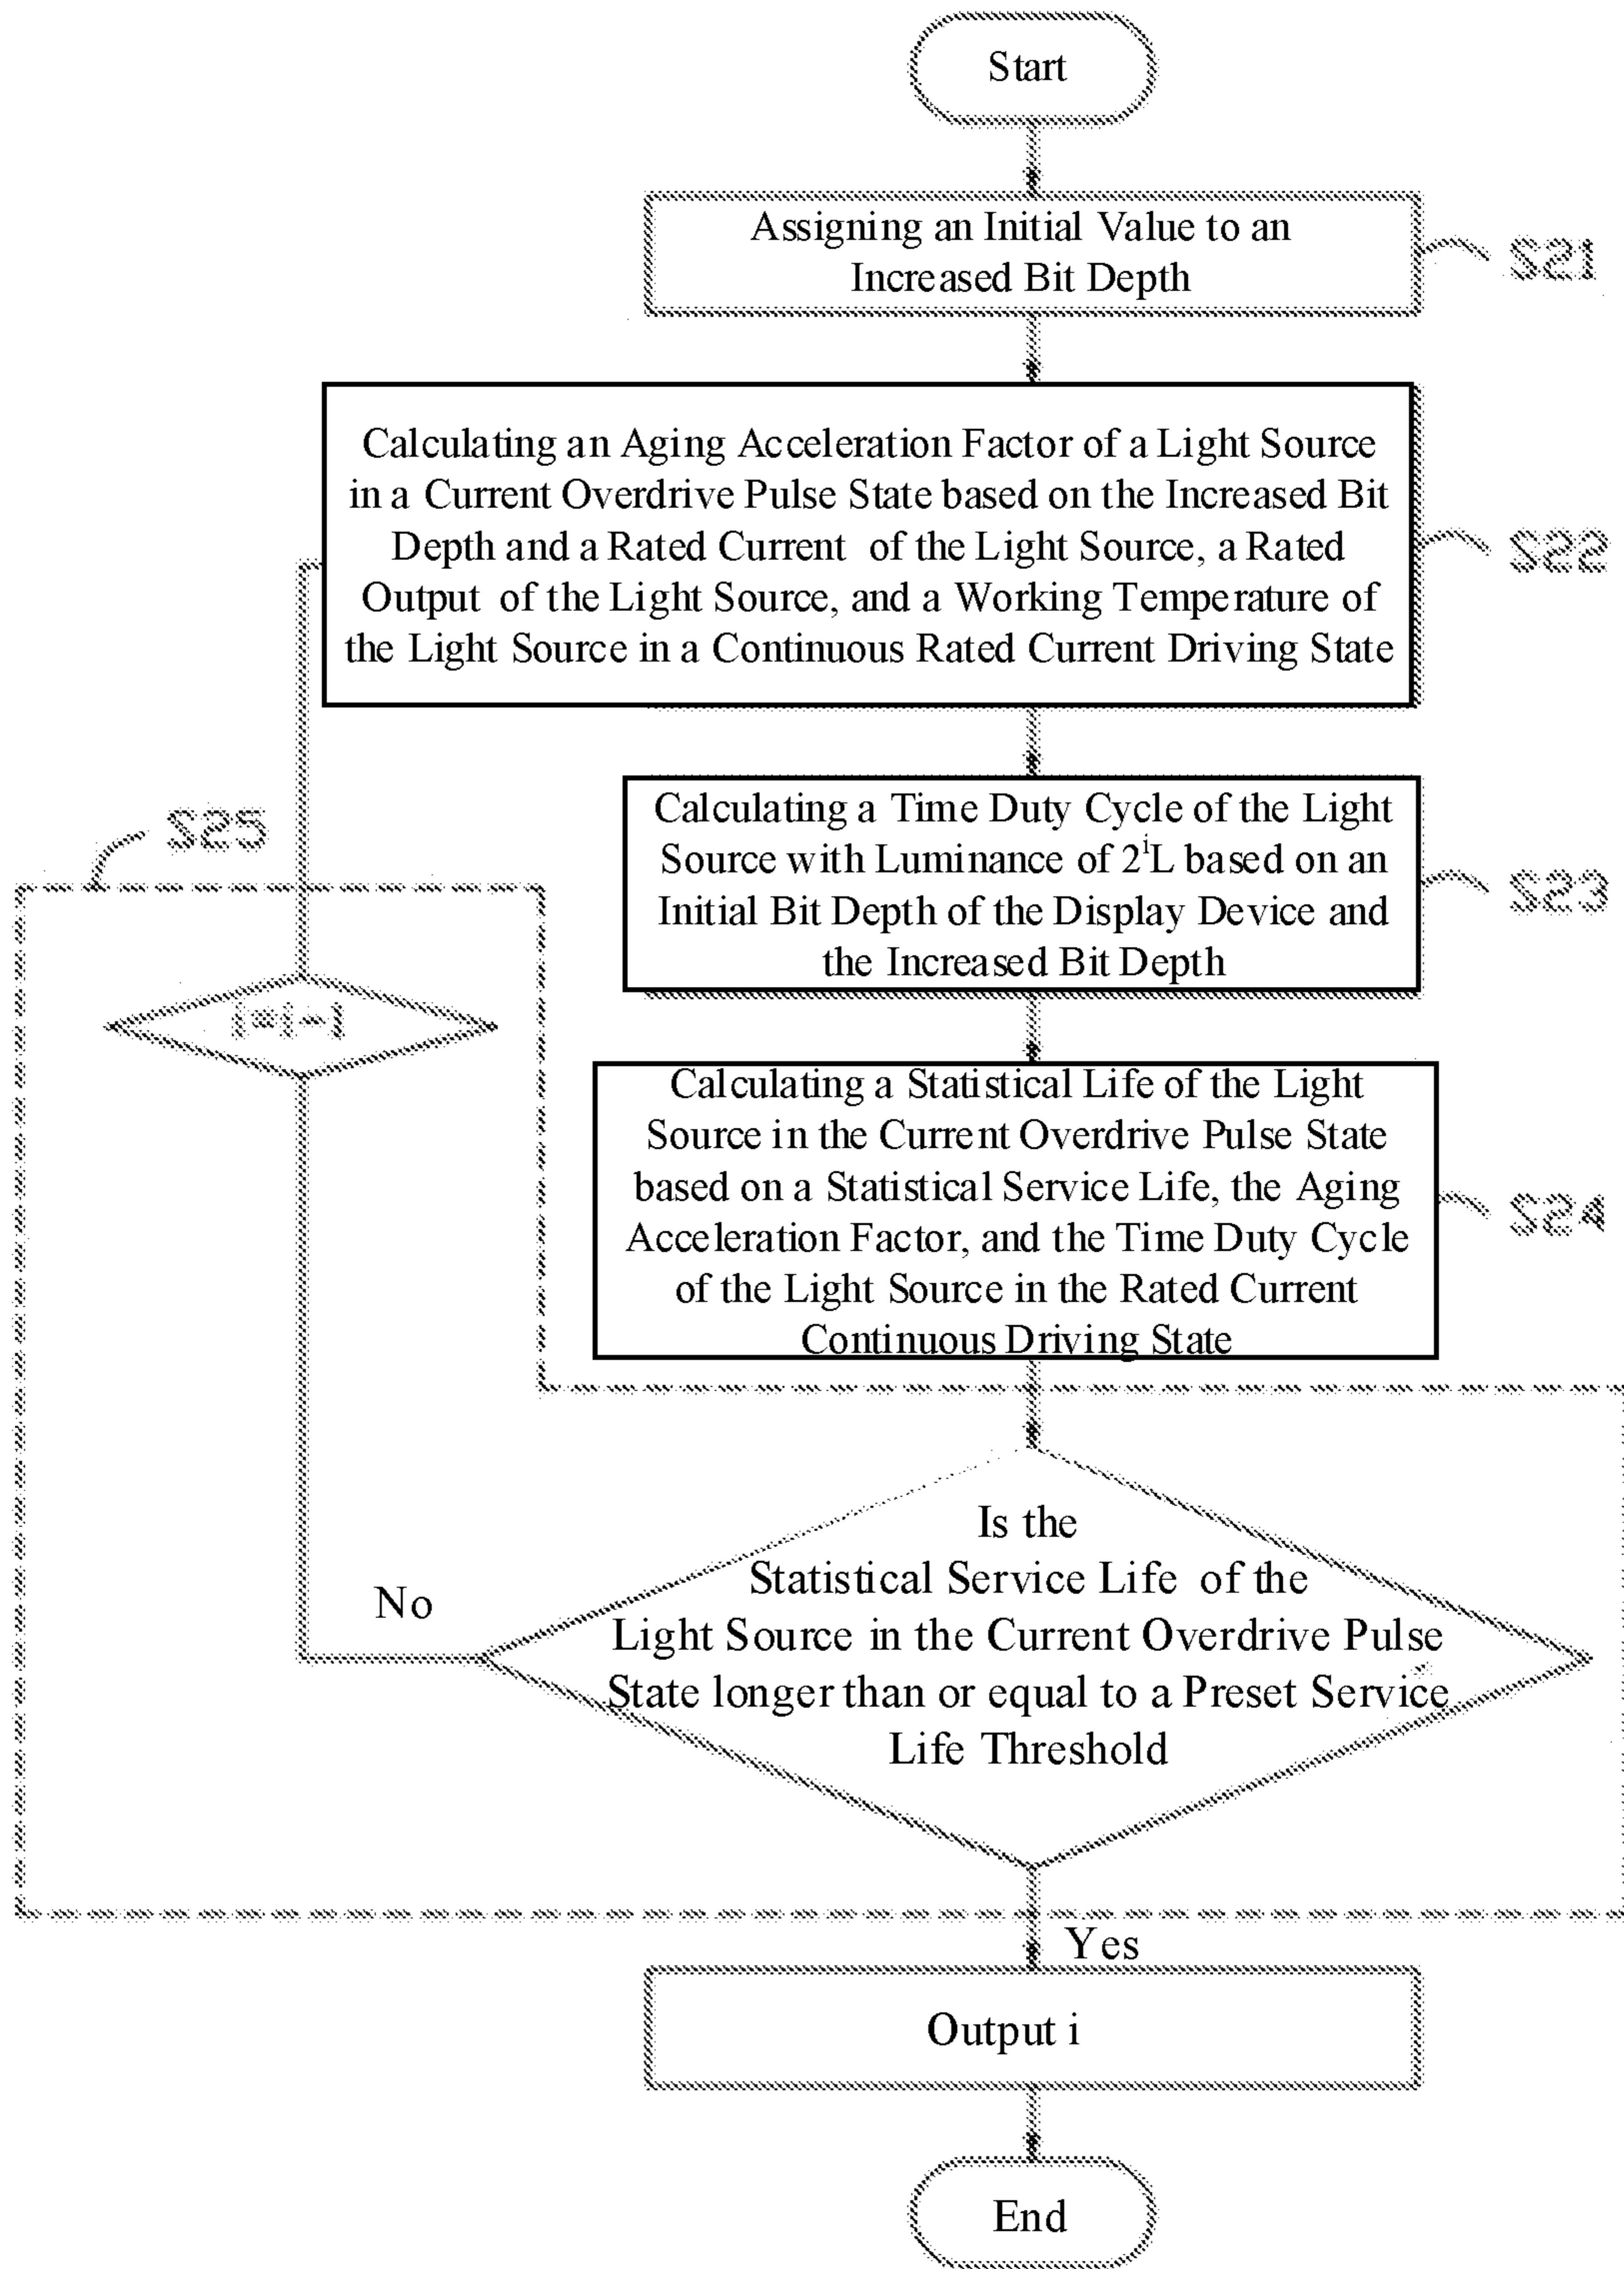 Start
Assigning an Initial Value to an
Increased Bit Depth
S21
Calculating an Aging Acceleration Factor of a Light Source
in a Current Overdrive Pulse State based on the Increased Bit
Depth and a Rated Current of the Light Source, a Rated
Output of the Light Source, and a Working Temperature of
the Light Source in a Continuous Rated Current Driving State
S22
Calculating a Time Duty Cycle of the Light
Source with Luminance of 2ⁱL based on an
Initial Bit Depth of the Display Device and
the Increased Bit Depth
S23
S25
i=i-1
Calculating a Statistical Life of the Light
Source in the Current Overdrive Pulse State
based on a Statistical Service Life, the Aging
Acceleration Factor, and the Time Duty Cycle
of the Light Source in the Rated Current
Continuous Driving State
S24
Is the
Statistical Service Life of the
Light Source in the Current Overdrive Pulse
State longer than or equal to a Preset Service
Life Threshold
No
Yes
Output i
End